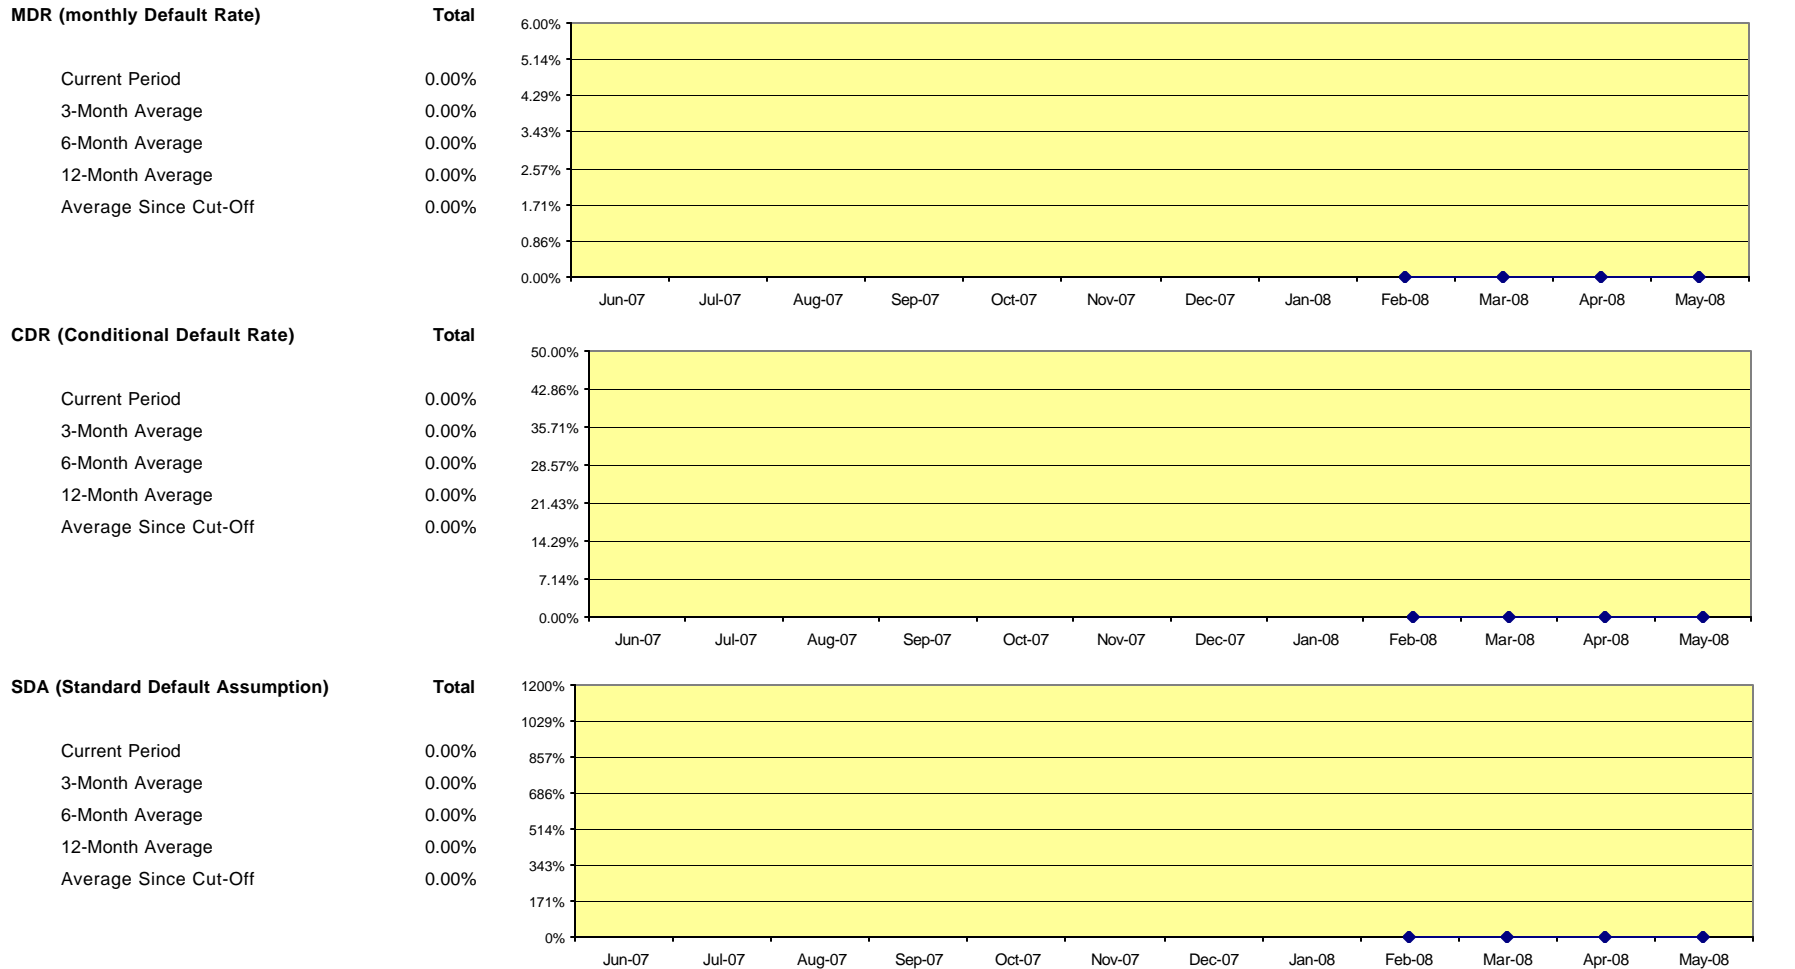 MDR (monthly Default Rate) Total
Current Period 0.00%
3-Month Average 0.00%
6-Month Average 0.00%
12-Month Average 0.00%
Average Since Cut-Off 0.00%
6.00%
5.14%
4.29%
3.43%
2.57%
1.71%
0.86%
0.00%
Jun-07 Jul-07 Aug-07 Sep-07 Oct-07 Nov-07 Dec-07 Jan-08 Feb-08 Mar-08 Apr-08 May-08
CDR (Conditional Default Rate) Total
Current Period 0.00%
3-Month Average 0.00%
6-Month Average 0.00%
12-Month Average 0.00%
Average Since Cut-Off 0.00%
50.00%
42.86%
35.71%
28.57%
21.43%
14.29%
7.14%
0.00%
Jun-07 Jul-07 Aug-07 Sep-07 Oct-07 Nov-07 Dec-07 Jan-08 Feb-08 Mar-08 Apr-08 May-08
SDA (Standard Default Assumption) Total
Current Period 0.00%
3-Month Average 0.00%
6-Month Average 0.00%
12-Month Average 0.00%
Average Since Cut-Off 0.00%
1200%
1029%
857%
686%
514%
343%
171%
0%
Jun-07 Jul-07 Aug-07 Sep-07 Oct-07 Nov-07 Dec-07 Jan-08 Feb-08 Mar-08 Apr-08 May-08